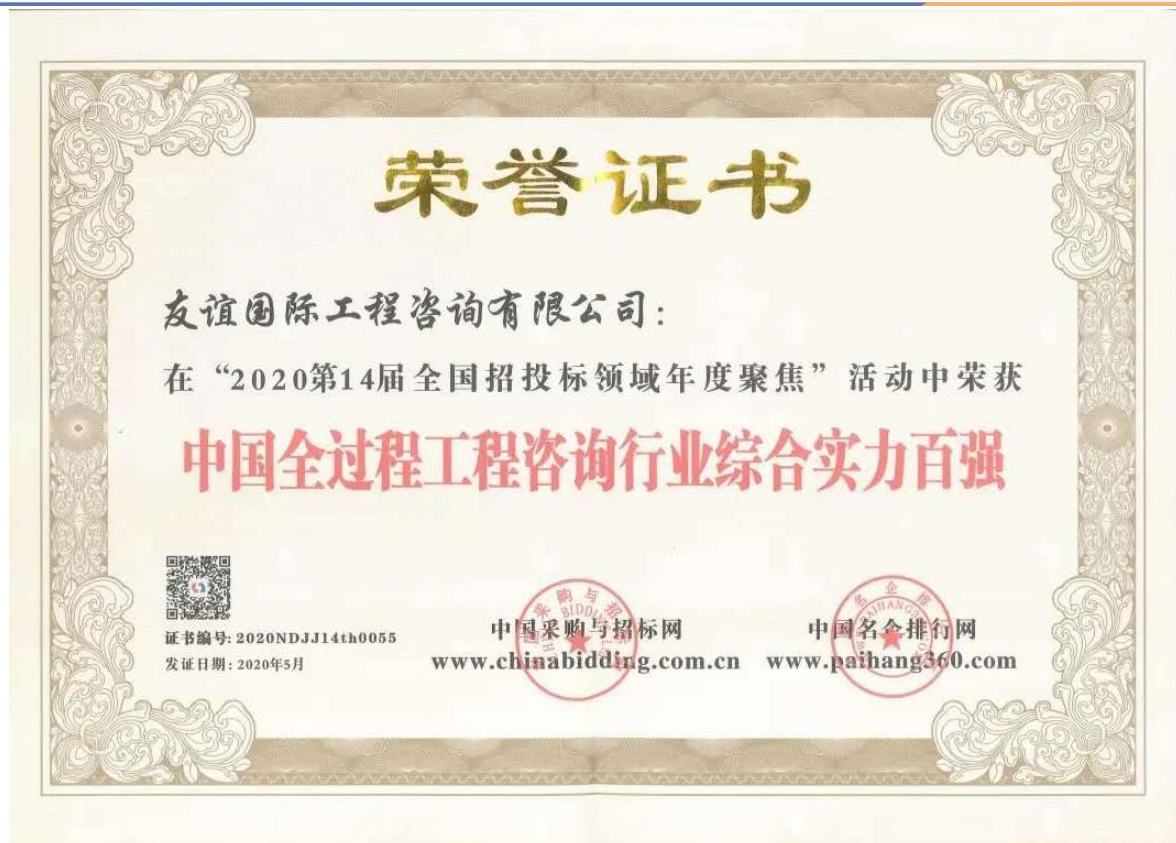 荣誉证书
友谊国际工程咨询有限公司：
在“2020第14届全国招投标领域年度聚焦”活动中荣获
中国全过程工程咨询行业综合实力百强
证书编号: 2020NDJJ14th0055
发证日期: 2020年5月
中国采购与招标网
www.chinabidding.com.cn
中国名企排行网
www.paihang360.com